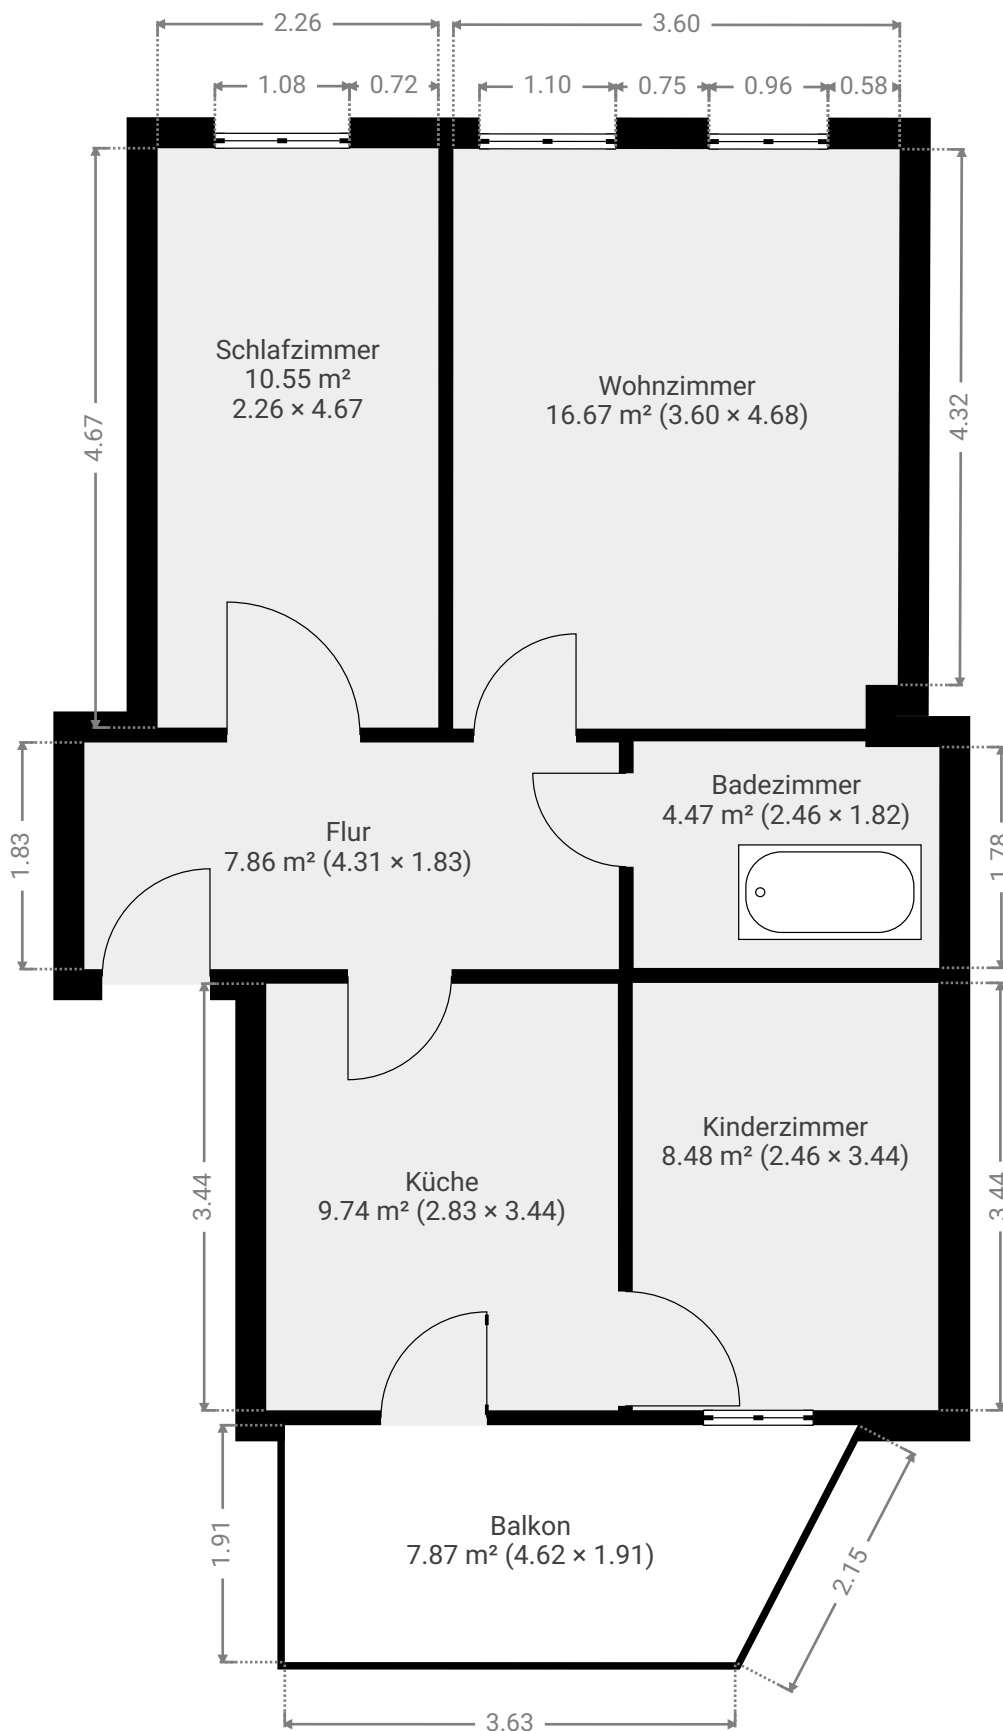 2.26
3.60
1.08
0.72
1.10
0.75
0.96
0.58
Schlafzimmer
10.55 m²
2.26 × 4.67
Wohnzimmer
16.67 m² (3.60 × 4.68)
4.67
4.32
Badezimmer
4.47 m² (2.46 × 1.82)
Flur
7.86 m² (4.31 × 1.83)
1.83
1.78
Kinderzimmer
8.48 m² (2.46 × 3.44)
Küche
9.74 m² (2.83 × 3.44)
3.44
3.44
Balkon
7.87 m² (4.62 × 1.91)
1.91
2.15
3.63